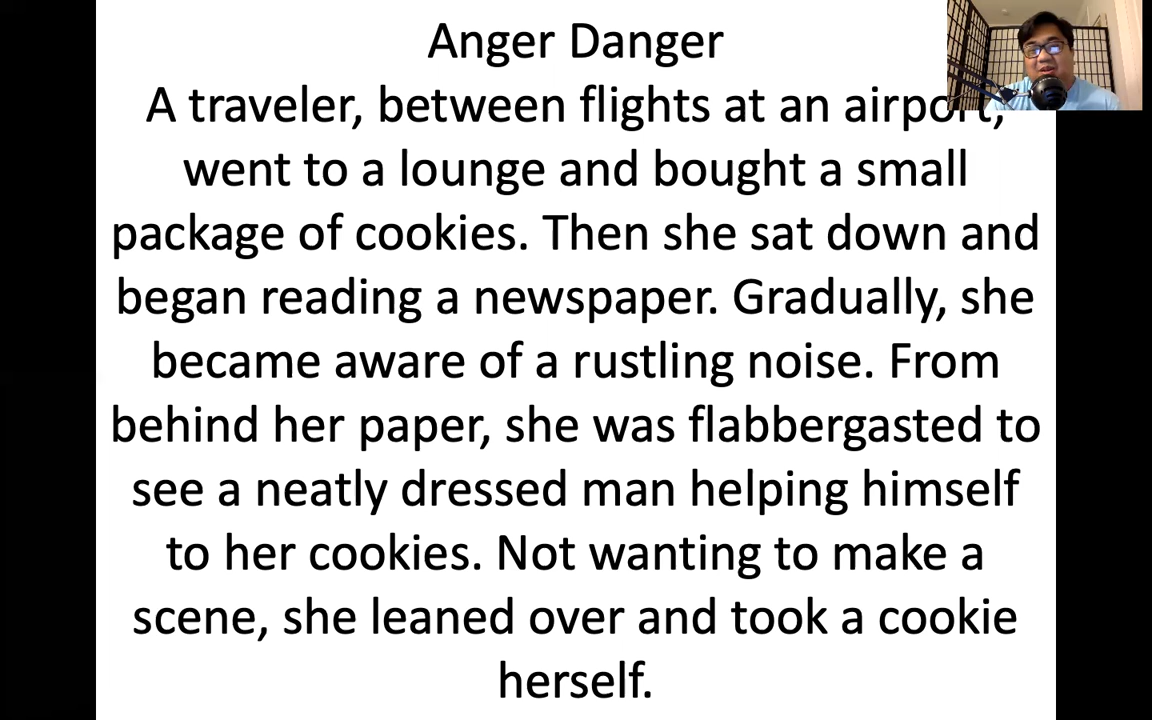 Anger Danger
A traveler, between flights at an airport,
went to a lounge and bought a small
package of cookies. Then she sat down and
began reading a newspaper. Gradually, she
became aware of a rustling noise. From
behind her paper, she was flabbergasted to
see a neatly dressed man helping himself
to her cookies. Not wanting to make a
scene, she leaned over and took a cookie
herself.